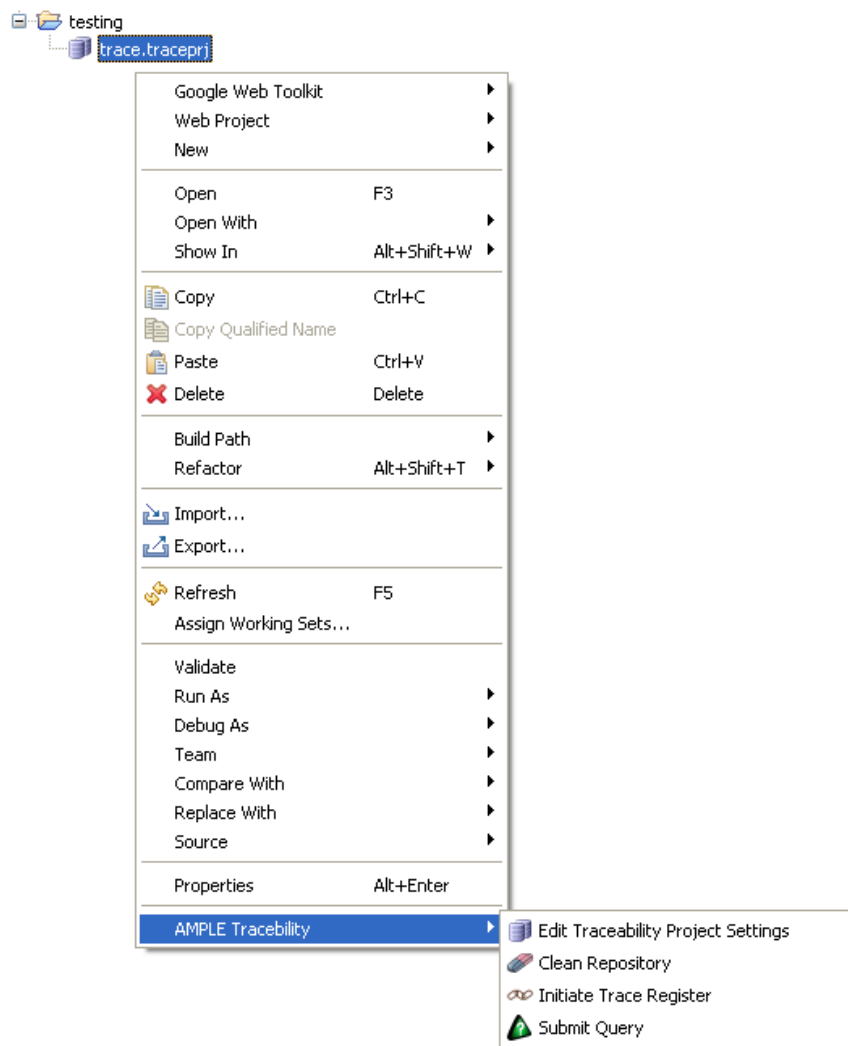 testing
trace.traceprj
Google Web Toolkit
Web Project
New
Open F3
Open With
Show In Alt+Shift+W
Copy Ctrl+C
Copy Qualified Name
Paste Ctrl+V
Delete Delete
Build Path
Refactor Alt+Shift+T
Import...
Export...
Refresh F5
Assign Working Sets...
Validate
Run As
Debug As
Team
Compare With
Replace With
Source
Properties Alt+Enter
AMPLE Tracebility
Edit Traceability Project Settings
Clean Repository
Initiate Trace Register
Submit Query